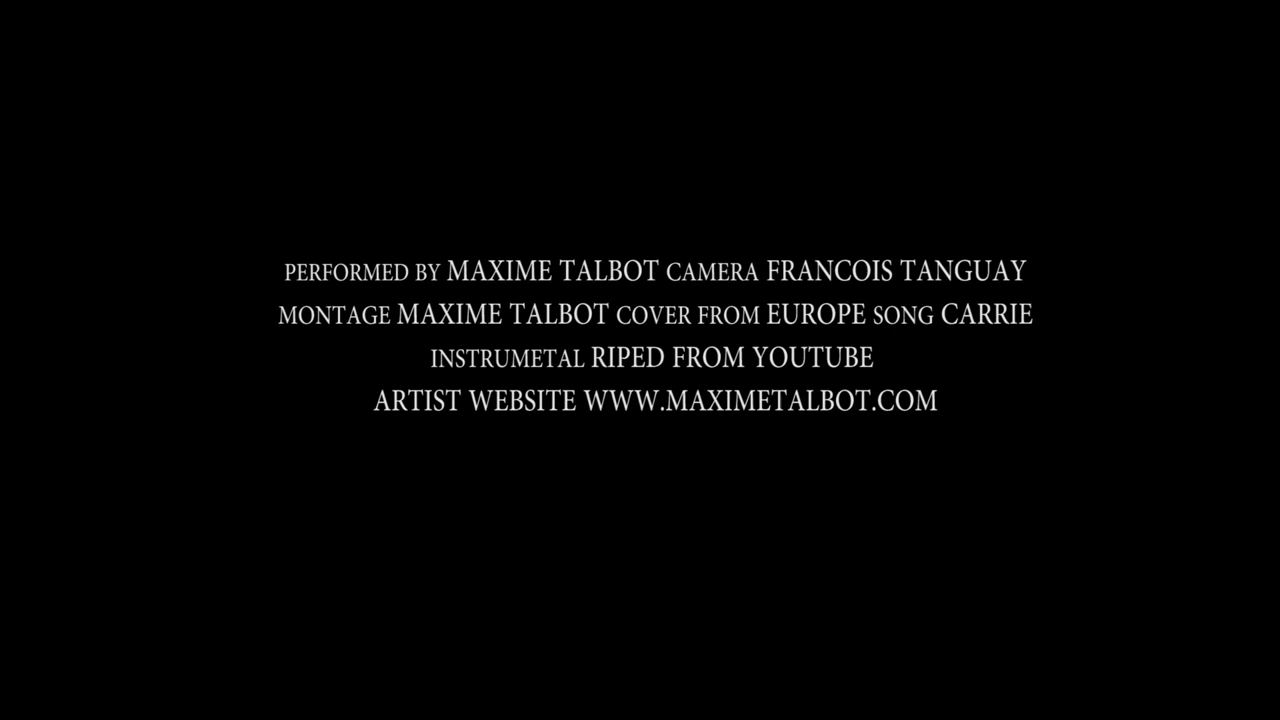 PERFORMED BY MAXIME TALBOT CAMERA FRANCOIS TANGUAY
MONTAGE MAXIME TALBOT COVER FROM EUROPE SONG CARRIE
INSTRUMETAL RIPED FROM YOUTUBE
ARTIST WEBSITE WWW.MAXIMETALBOT.COM